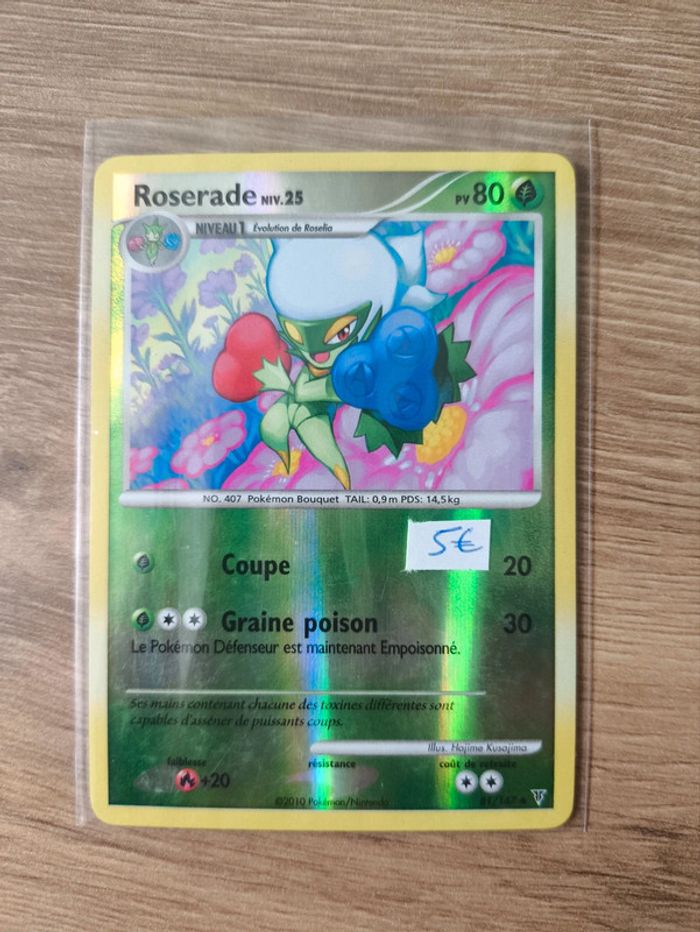 Roserade NIV.25 PV 80
NIVEAU 1 Évolution de Roselia
NO. 407 Pokémon Bouquet TAIL: 0,9 m PDS: 14,5 kg
5€
Coupe 20
Graine poison 30
Le Pokémon Défenseur est maintenant Empoisonné.
Ses mains contenant chacune des toxines différentes sont
capables d'asséner de puissants coups.
Illus. Hajime Kusajima
faiblesse résistance coût de retraite
+20
©2010 Pokémon/Nintendo 81/147